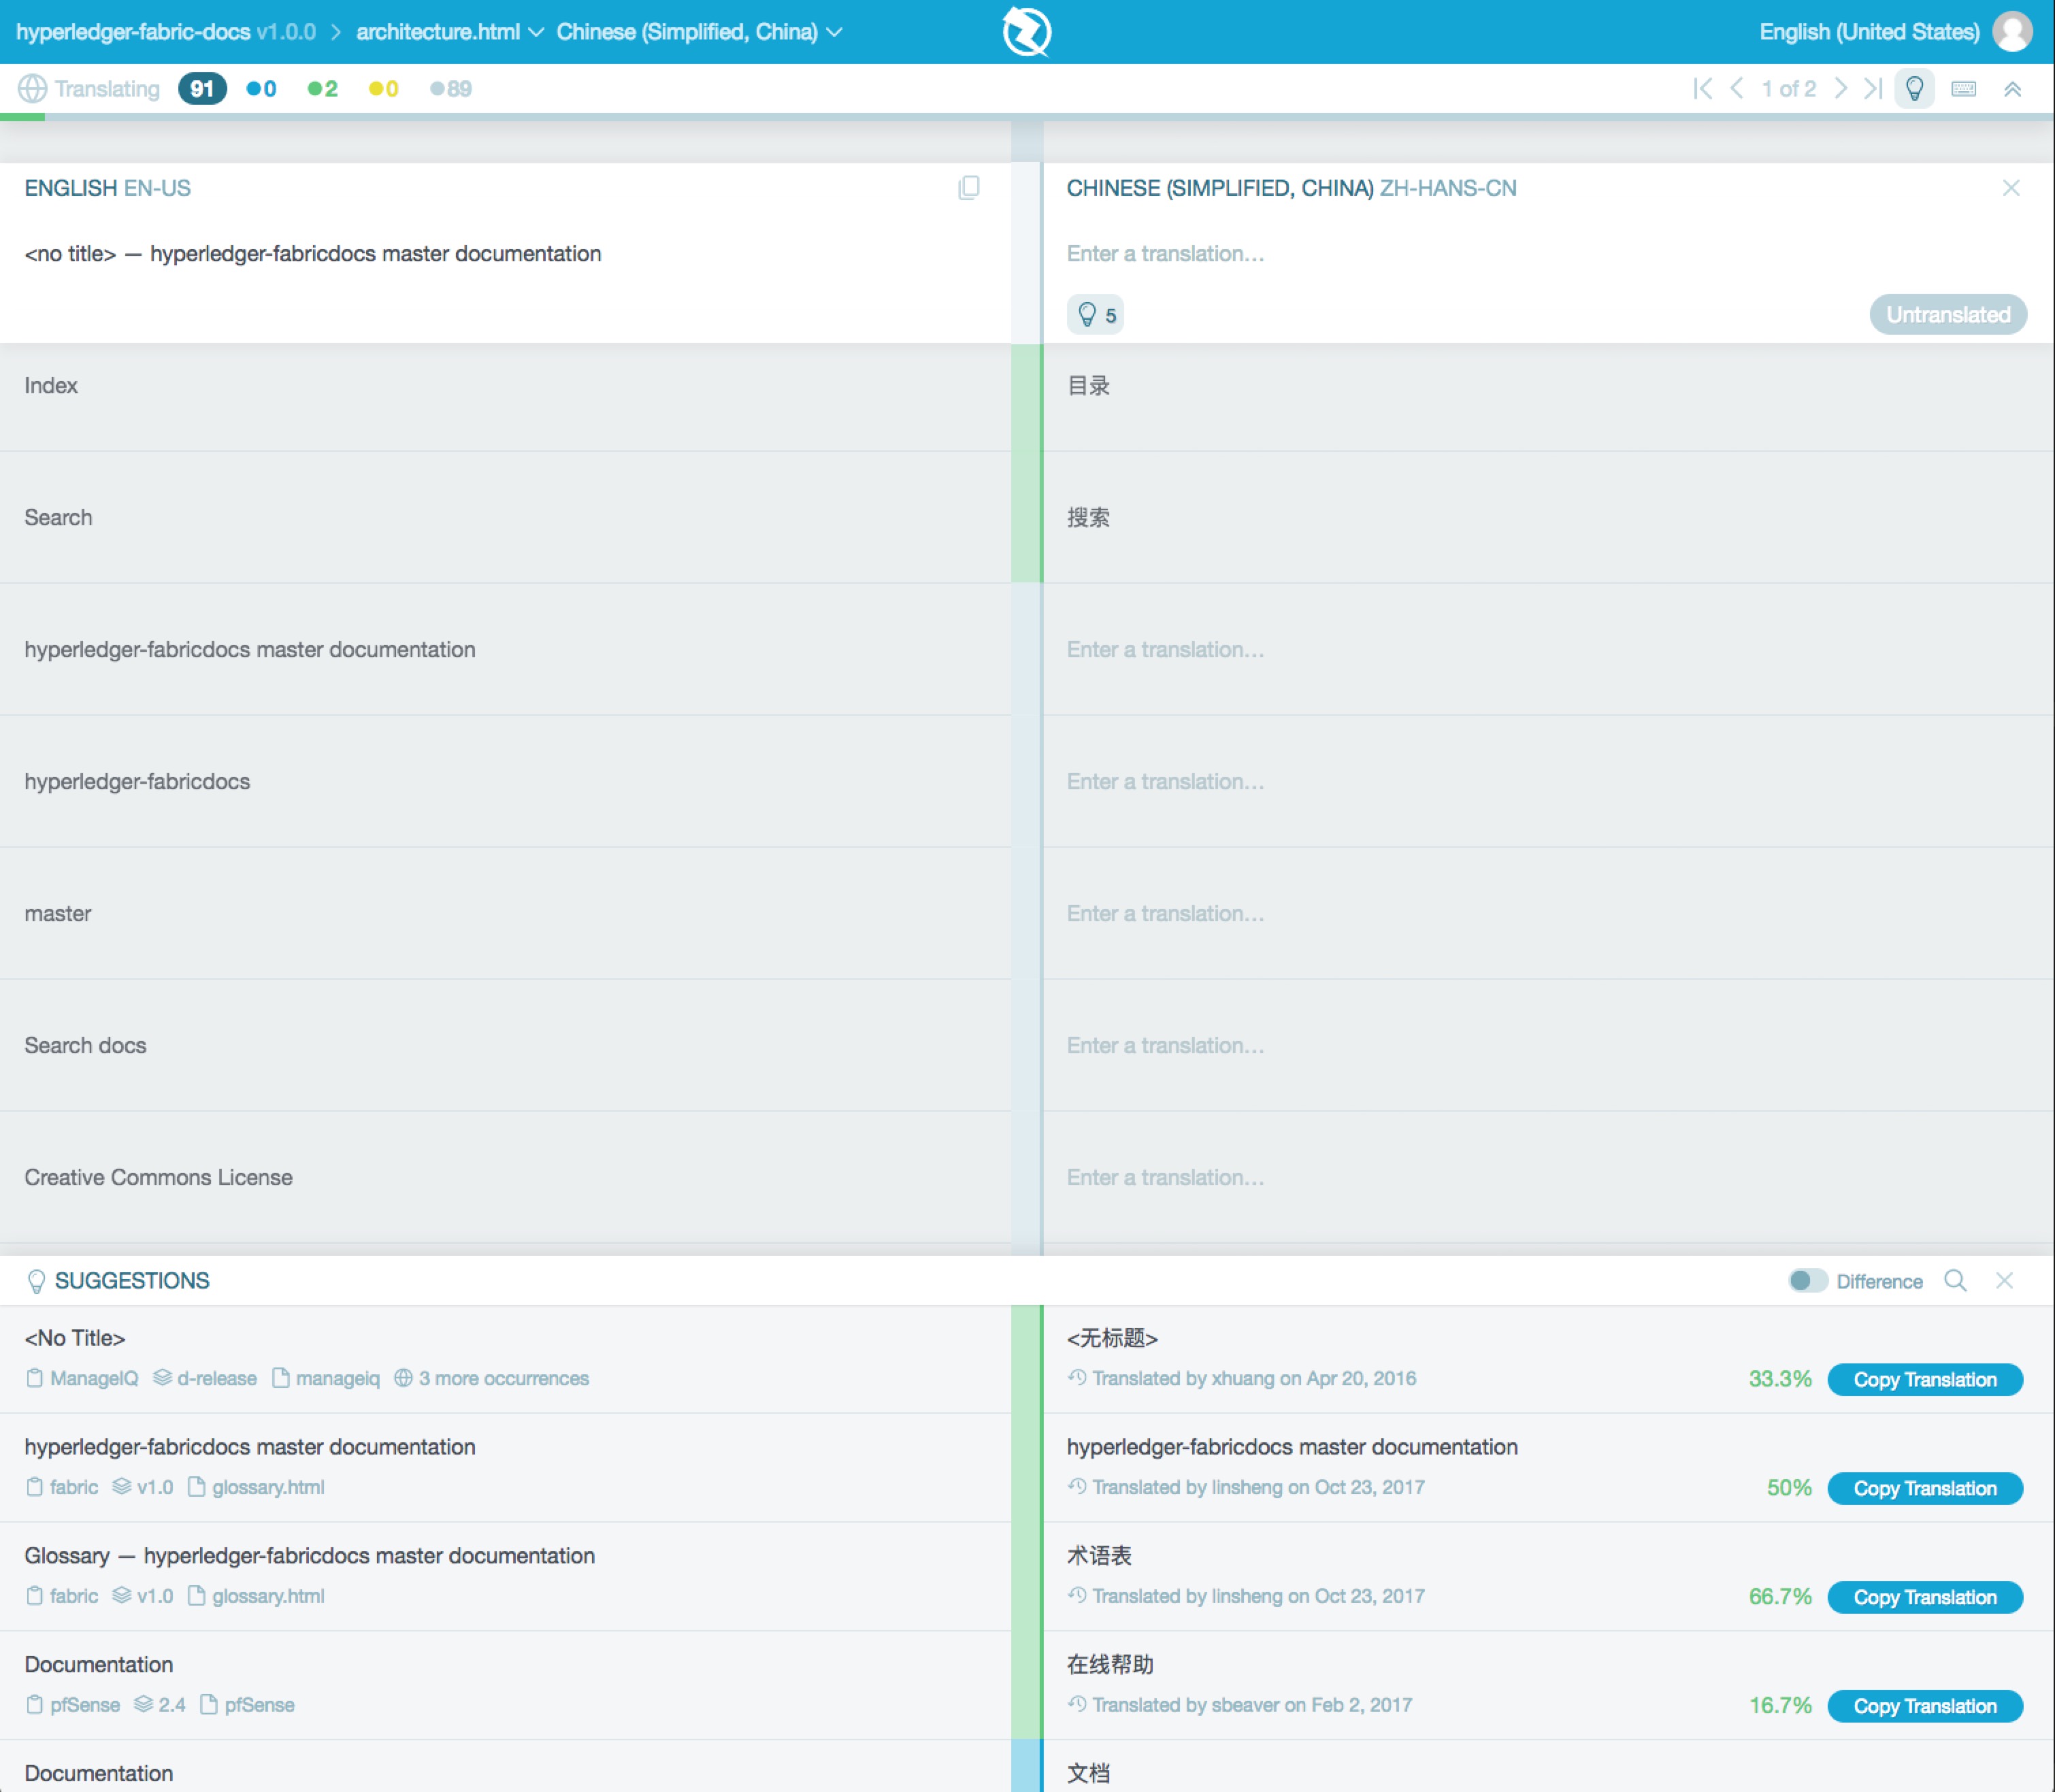 hyperledger-fabric-docs v1.0.0 > architecture.html Chinese (Simplified, China) English (United States)
Translating 91 0 2 0 89 1 of 2
ENGLISH EN-US
CHINESE (SIMPLIFIED, CHINA) ZH-HANS-CN
<no title> — hyperledger-fabricdocs master documentation
Enter a translation…
5 Untranslated
Index
目录
Search
搜索
hyperledger-fabricdocs master documentation
Enter a translation…
hyperledger-fabricdocs
Enter a translation…
master
Enter a translation…
Search docs
Enter a translation…
Creative Commons License
Enter a translation…
SUGGESTIONS
Difference
<No Title>
<无标题>
ManageIQ d-release manageiq 3 more occurrences
Translated by xhuang on Apr 20, 2016 33.3% Copy Translation
hyperledger-fabricdocs master documentation
hyperledger-fabricdocs master documentation
fabric v1.0 glossary.html
Translated by linsheng on Oct 23, 2017 50% Copy Translation
Glossary — hyperledger-fabricdocs master documentation
术语表
fabric v1.0 glossary.html
Translated by linsheng on Oct 23, 2017 66.7% Copy Translation
Documentation
在线帮助
pfSense 2.4 pfSense
Translated by sbeaver on Feb 2, 2017 16.7% Copy Translation
Documentation
文档